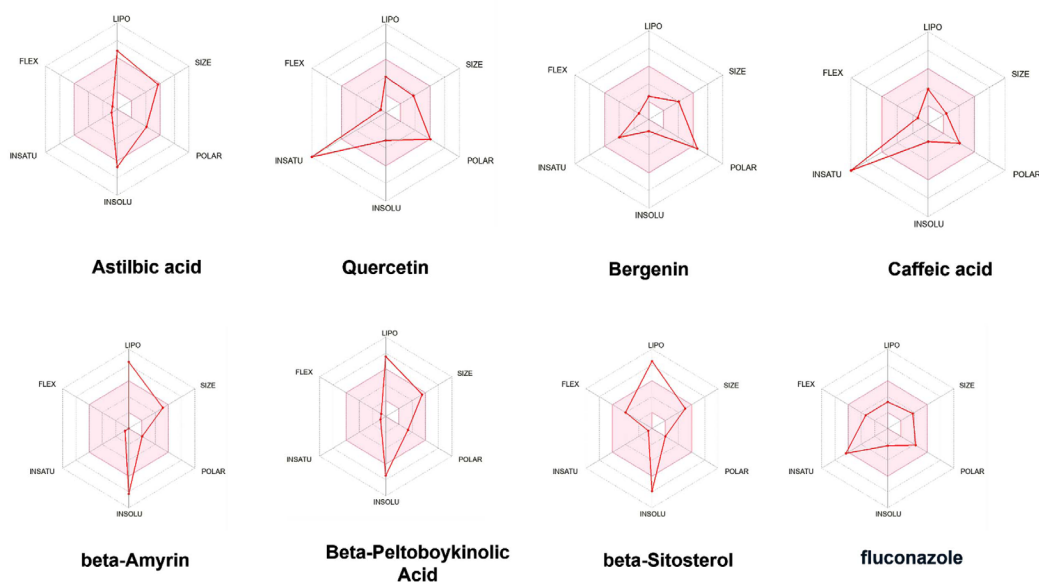 LIPO
FLEX
SIZE
INSATU
POLAR
INSOLU
Astilbic acid
LIPO
FLEX
SIZE
INSATU
POLAR
INSOLU
Quercetin
LIPO
FLEX
SIZE
INSATU
POLAR
INSOLU
Bergenin
LIPO
FLEX
SIZE
INSATU
POLAR
INSOLU
Caffeic acid
LIPO
FLEX
SIZE
INSATU
POLAR
INSOLU
beta-Amyrin
LIPO
FLEX
SIZE
INSATU
POLAR
INSOLU
Beta-Peltoboykinolic
Acid
LIPO
FLEX
SIZE
INSATU
POLAR
INSOLU
beta-Sitosterol
LIPO
FLEX
SIZE
INSATU
POLAR
INSOLU
fluconazole